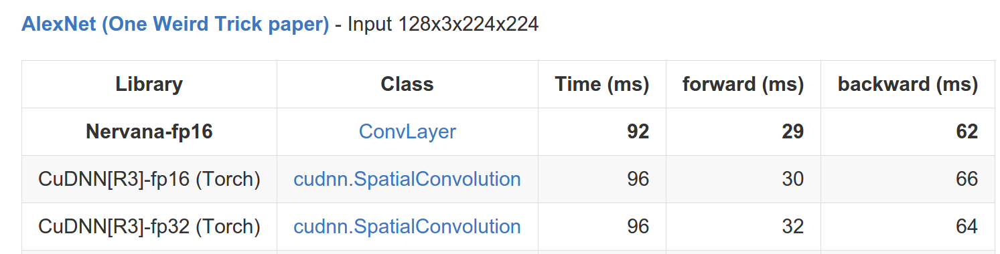 AlexNet (One Weird Trick paper) - Input 128x3x224x224
Library Class Time (ms) forward (ms) backward (ms)
Nervana-fp16 ConvLayer 92 29 62
CuDNN[R3]-fp16 (Torch) cudnn.SpatialConvolution 96 30 66
CuDNN[R3]-fp32 (Torch) cudnn.SpatialConvolution 96 32 64